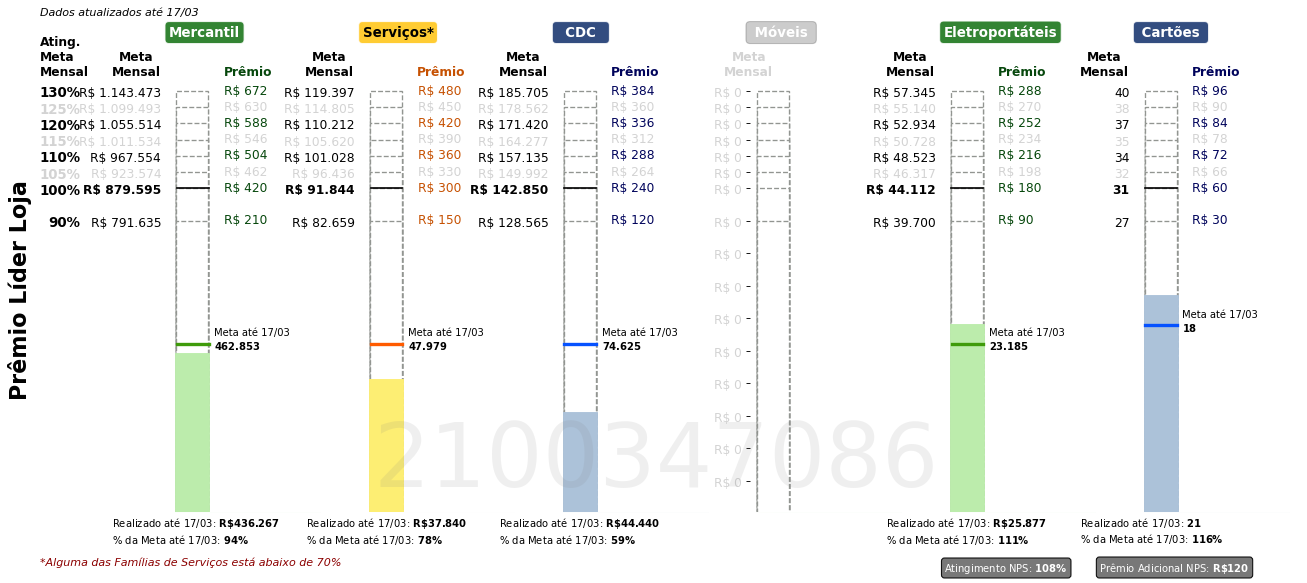 Dados atualizados até 17/03
Mercantil Serviços* CDC Móveis Eletroportáteis Cartões
Ating. Meta Mensal
Meta Mensal Prêmio Meta Mensal Prêmio Meta Mensal Prêmio Meta Mensal Meta Mensal Prêmio Meta Mensal Prêmio
130% R$ 1.143.473 R$ 672 R$ 119.397 R$ 480 R$ 185.705 R$ 384 R$ 0 R$ 57.345 R$ 288 40 R$ 96
125% R$ 1.099.493 R$ 630 R$ 114.805 R$ 450 R$ 178.562 R$ 360 R$ 0 R$ 55.140 R$ 270 38 R$ 90
120% R$ 1.055.514 R$ 588 R$ 110.212 R$ 420 R$ 171.420 R$ 336 R$ 0 R$ 52.934 R$ 252 37 R$ 84
115% R$ 1.011.534 R$ 546 R$ 105.620 R$ 390 R$ 164.277 R$ 312 R$ 0 R$ 50.728 R$ 234 35 R$ 78
110% R$ 967.554 R$ 504 R$ 101.028 R$ 360 R$ 157.135 R$ 288 R$ 0 R$ 48.523 R$ 216 34 R$ 72
105% R$ 923.574 R$ 462 R$ 96.436 R$ 330 R$ 149.992 R$ 264 R$ 0 R$ 46.317 R$ 198 32 R$ 66
100% R$ 879.595 R$ 420 R$ 91.844 R$ 300 R$ 142.850 R$ 240 R$ 0 R$ 44.112 R$ 180 31 R$ 60
90% R$ 791.635 R$ 210 R$ 82.659 R$ 150 R$ 128.565 R$ 120 R$ 0 R$ 39.700 R$ 90 27 R$ 30
R$ 0
R$ 0
R$ 0
R$ 0
R$ 0
R$ 0
R$ 0
R$ 0
Prêmio Líder Loja
Meta até 17/03 Meta até 17/03 Meta até 17/03 Meta até 17/03 Meta até 17/03
462.853 47.979 74.625 23.185 18
2100347086
Realizado até 17/03: R$436.267 Realizado até 17/03: R$37.840 Realizado até 17/03: R$44.440 Realizado até 17/03: R$25.877 Realizado até 17/03: 21
% da Meta até 17/03: 94% % da Meta até 17/03: 78% % da Meta até 17/03: 59% % da Meta até 17/03: 111% % da Meta até 17/03: 116%
*Alguma das Famílias de Serviços está abaixo de 70% Atingimento NPS: 108% Prêmio Adicional NPS: R$120